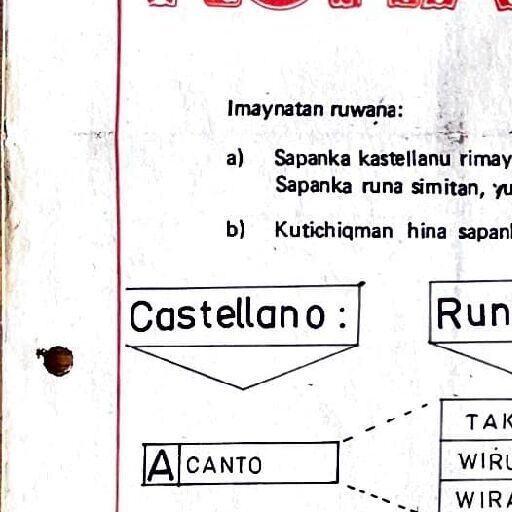 Imaynatan ruwana:
a) Sapanka kastellanu rimay
Sapanka runa simitan, yu
b) Kutichiqman hina sapan
Castellano: Run
TAK
A CANTO WIRU
WIRA